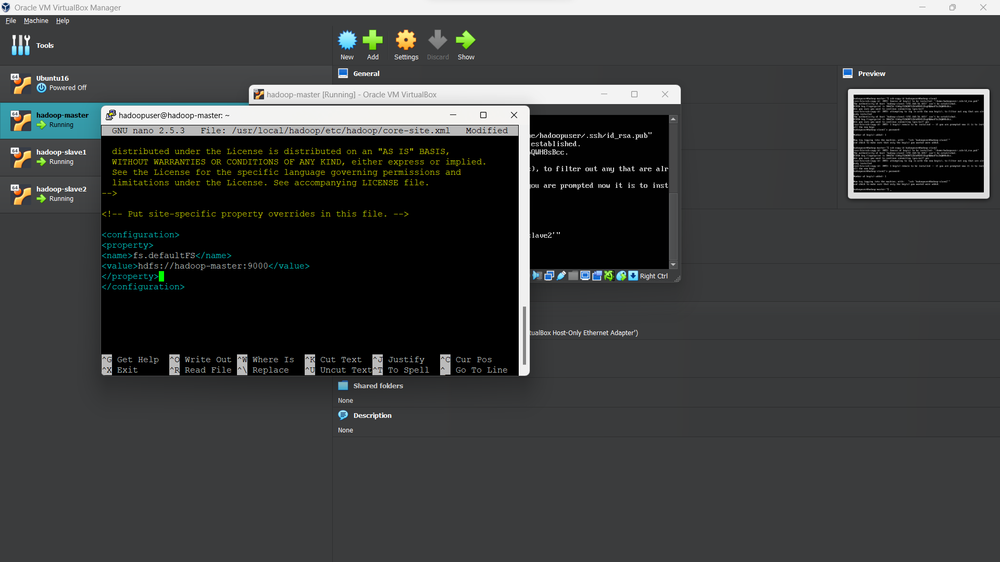 Oracle VM VirtualBox Manager
File Machine Help
Tools
New
Add
Settings
Discard
Show
64
Ubuntu16
Powered Off
64
hadoop-master
Running
64
hadoop-slave1
Running
64
hadoop-slave2
Running
General
Preview
hadoop-master [Running] - Oracle VM VirtualBox
e/hadoopuser/.ssh/id_rsa.pub"
established.
QWH8sBcc.
), to filter out any that are alr
you are prompted now it is to inst
lave2'"
Right Ctrl
hadoopuser@hadoop-master: ~
GNU nano 2.5.3 File: /usr/local/hadoop/etc/hadoop/core-site.xml Modified
distributed under the License is distributed on an "AS IS" BASIS,
WITHOUT WARRANTIES OR CONDITIONS OF ANY KIND, either express or implied.
See the License for the specific language governing permissions and
limitations under the License. See accompanying LICENSE file.
-->
<!-- Put site-specific property overrides in this file. -->
<configuration>
<property>
<name>fs.defaultFS</name>
<value>hdfs://hadoop-master:9000</value>
</property>
</configuration>
^G Get Help ^O Write Out ^W Where Is ^K Cut Text ^J Justify ^C Cur Pos
^X Exit ^R Read File ^\ Replace ^U Uncut Text ^T To Spell ^_ Go To Line
tualBox Host-Only Ethernet Adapter')
Shared folders
None
Description
None